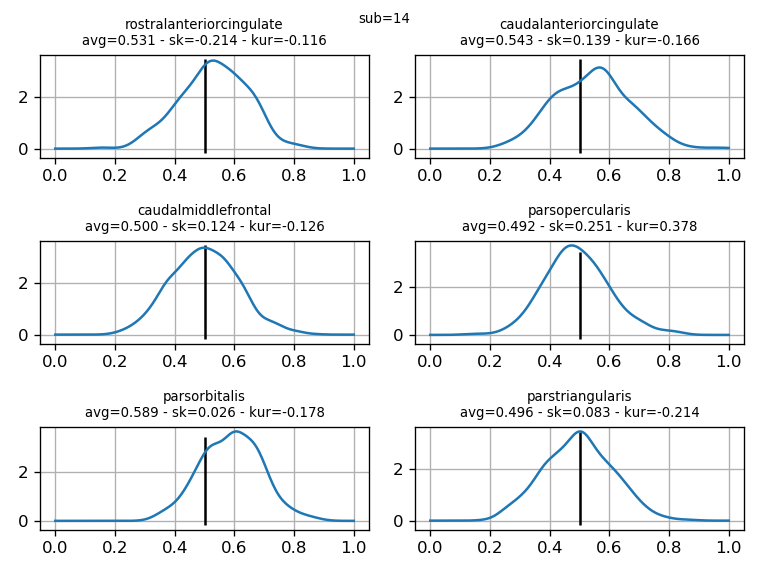 sub=14
rostralanteriorcingulate
avg=0.531 - sk=-0.214 - kur=-0.116
2
0
0.0 0.2 0.4 0.6 0.8 1.0
caudalanteriorcingulate
avg=0.543 - sk=0.139 - kur=-0.166
2
0
0.0 0.2 0.4 0.6 0.8 1.0
caudalmiddlefrontal
avg=0.500 - sk=0.124 - kur=-0.126
2
0
0.0 0.2 0.4 0.6 0.8 1.0
parsopercularis
avg=0.492 - sk=0.251 - kur=0.378
2
0
0.0 0.2 0.4 0.6 0.8 1.0
parsorbitalis
avg=0.589 - sk=0.026 - kur=-0.178
2
0
0.0 0.2 0.4 0.6 0.8 1.0
parstriangularis
avg=0.496 - sk=0.083 - kur=-0.214
2
0
0.0 0.2 0.4 0.6 0.8 1.0